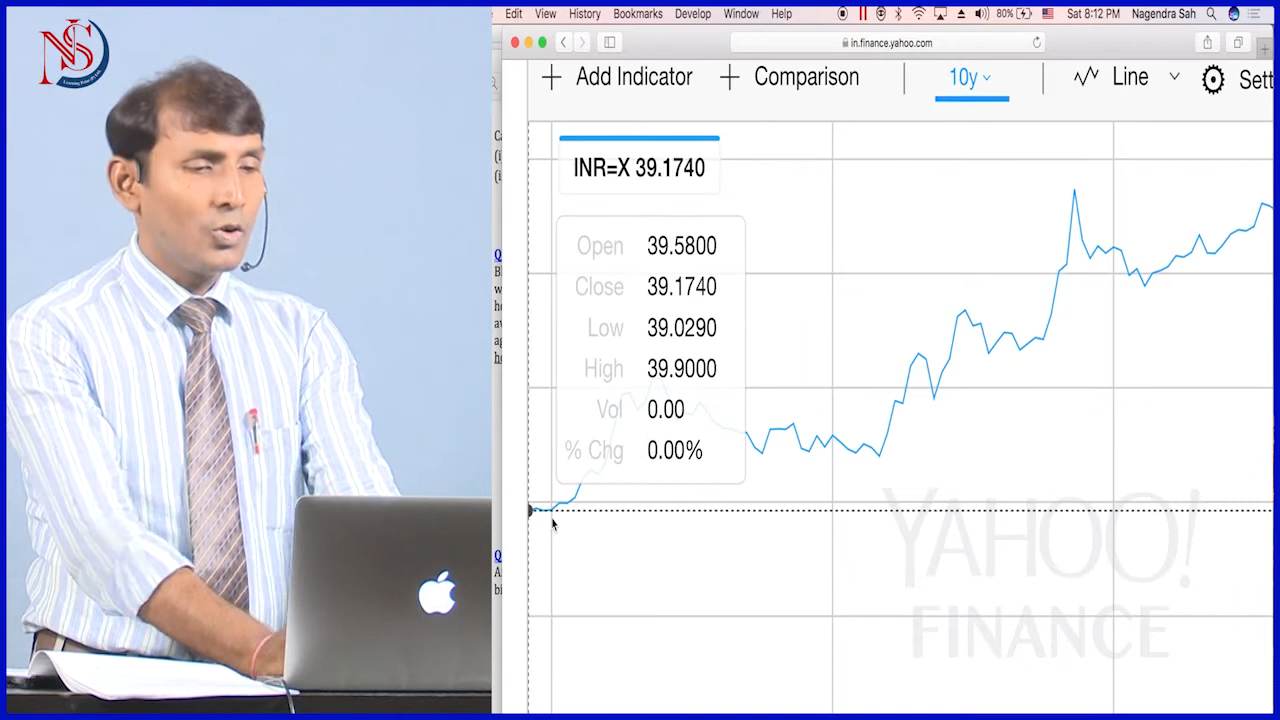 NS
Edit View History Bookmarks Develop Window Help 80% Sat 8:12 PM Nagendra Sah
in.finance.yahoo.com
+ Add Indicator + Comparison 10y Line Sett
INR=X 39.1740
Open 39.5800
Close 39.1740
Low 39.0290
High 39.9000
Vol 0.00
% Chg 0.00%
YAHOO!
FINANCE